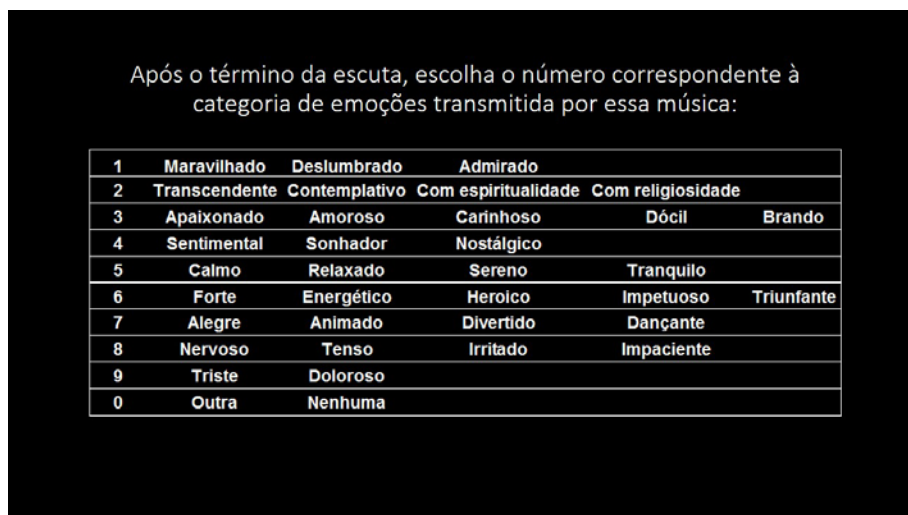 Após o término da escuta, escolha o número correspondente à
categoria de emoções transmitida por essa música:
1 Maravilhado Deslumbrado Admirado
2 Transcendente Contemplativo Com espiritualidade Com religiosidade
3 Apaixonado Amoroso Carinhoso Dócil Brando
4 Sentimental Sonhador Nostálgico
5 Calmo Relaxado Sereno Tranquilo
6 Forte Energético Heroico Impetuoso Triunfante
7 Alegre Animado Divertido Dançante
8 Nervoso Tenso Irritado Impaciente
9 Triste Doloroso
0 Outra Nenhuma